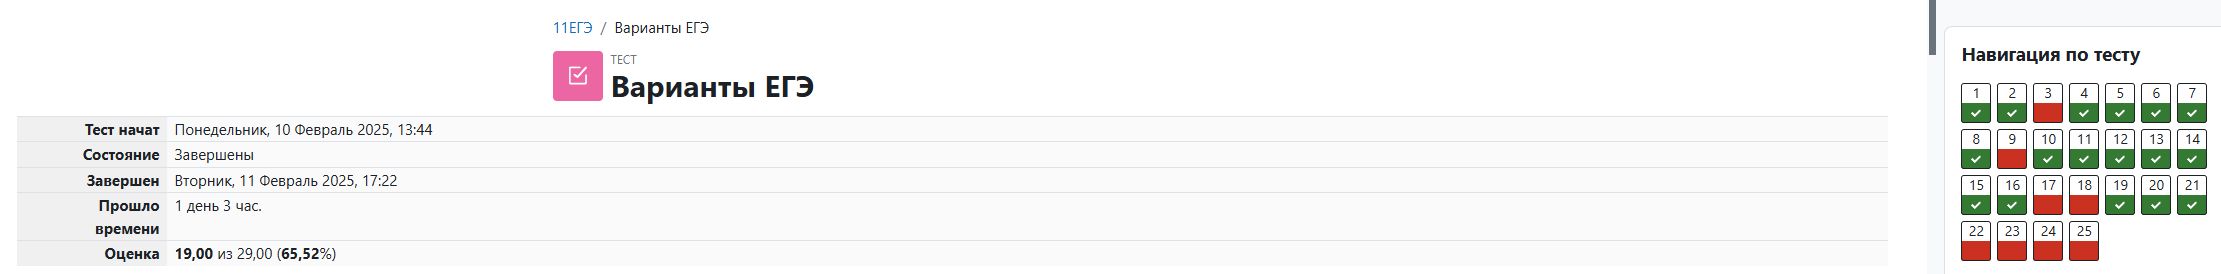 11ЕГЭ / Варианты ЕГЭ
ТЕСТ
Варианты ЕГЭ
Тест начат Понедельник, 10 Февраль 2025, 13:44
Состояние Завершены
Завершен Вторник, 11 Февраль 2025, 17:22
Прошло времени 1 день 3 час.
Оценка 19,00 из 29,00 (65,52%)
Навигация по тесту
1 2 3 4 5 6 7
8 9 10 11 12 13 14
15 16 17 18 19 20 21
22 23 24 25